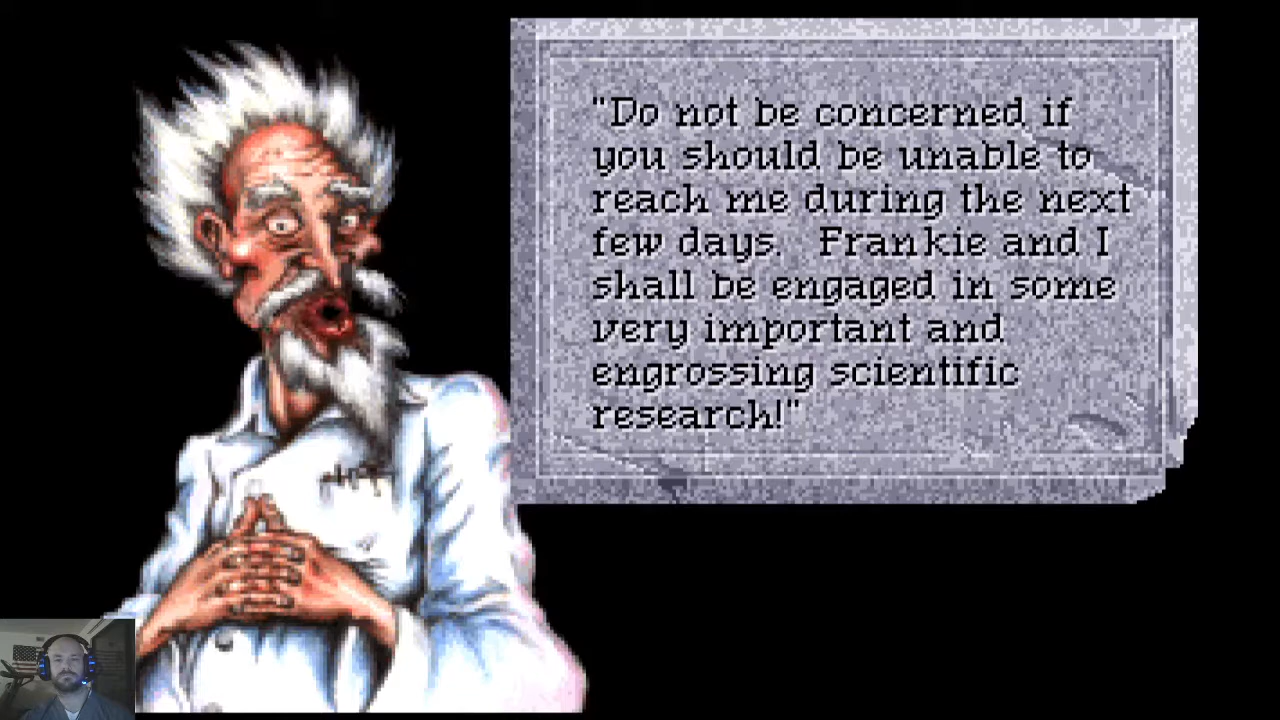 "Do not be concerned if
you should be unable to
reach me during the next
few days. Frankie and I
shall be engaged in some
very important and
engrossing scientific
research!"